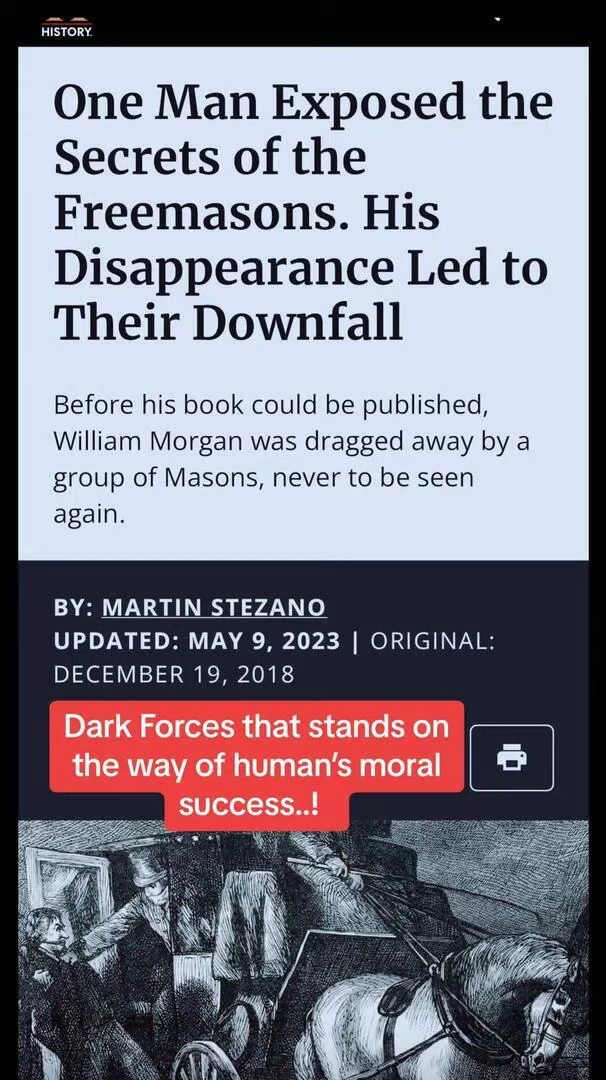 HISTORY.
One Man Exposed the
Secrets of the
Freemasons. His
Disappearance Led to
Their Downfall
Before his book could be published,
William Morgan was dragged away by a
group of Masons, never to be seen
again.
BY: MARTIN STEZANO
UPDATED: MAY 9, 2023 | ORIGINAL:
DECEMBER 19, 2018
Dark Forces that stands on
the way of human’s moral
success..!